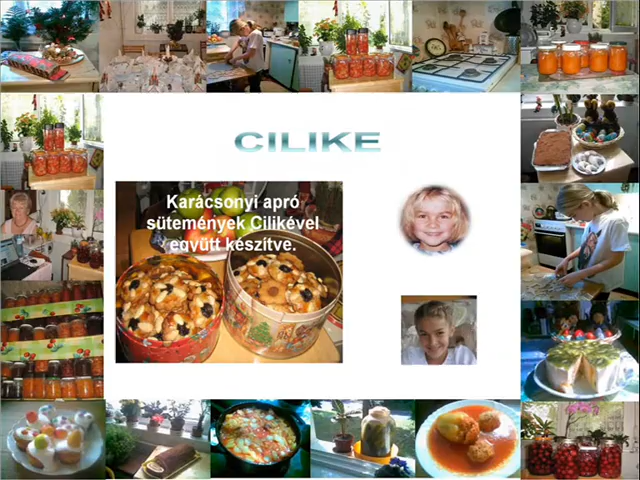 CILIKE
Karácsonyi apró
sütemények Cilikével
együtt készítve.